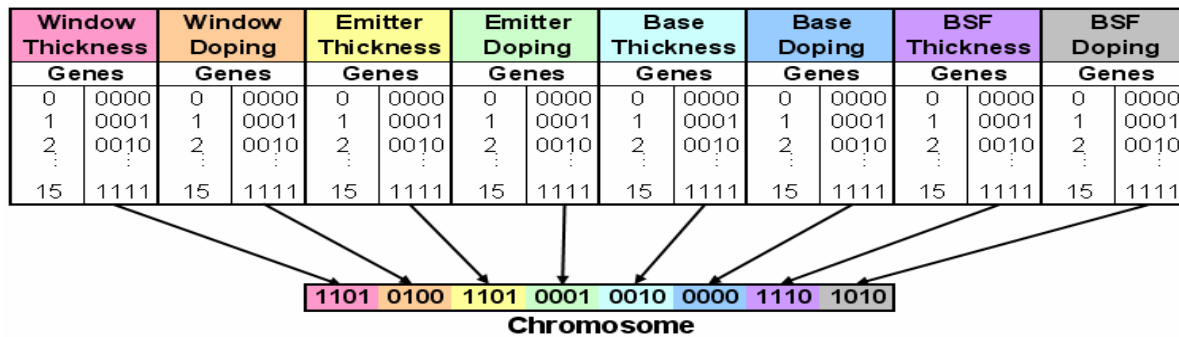 Window Thickness Window Doping Emitter Thickness Emitter Doping Base Thickness Base Doping BSF Thickness BSF Doping
Genes Genes Genes Genes Genes Genes Genes Genes
0 0000 0 0000 0 0000 0 0000 0 0000 0 0000 0 0000 0 0000
1 0001 1 0001 1 0001 1 0001 1 0001 1 0001 1 0001 1 0001
2 0010 2 0010 2 0010 2 0010 2 0010 2 0010 2 0010 2 0010
⋮ ⋮ ⋮ ⋮ ⋮ ⋮ ⋮ ⋮ ⋮ ⋮ ⋮ ⋮ ⋮ ⋮ ⋮ ⋮
15 1111 15 1111 15 1111 15 1111 15 1111 15 1111 15 1111 15 1111
1101 0100 1101 0001 0010 0000 1110 1010
Chromosome